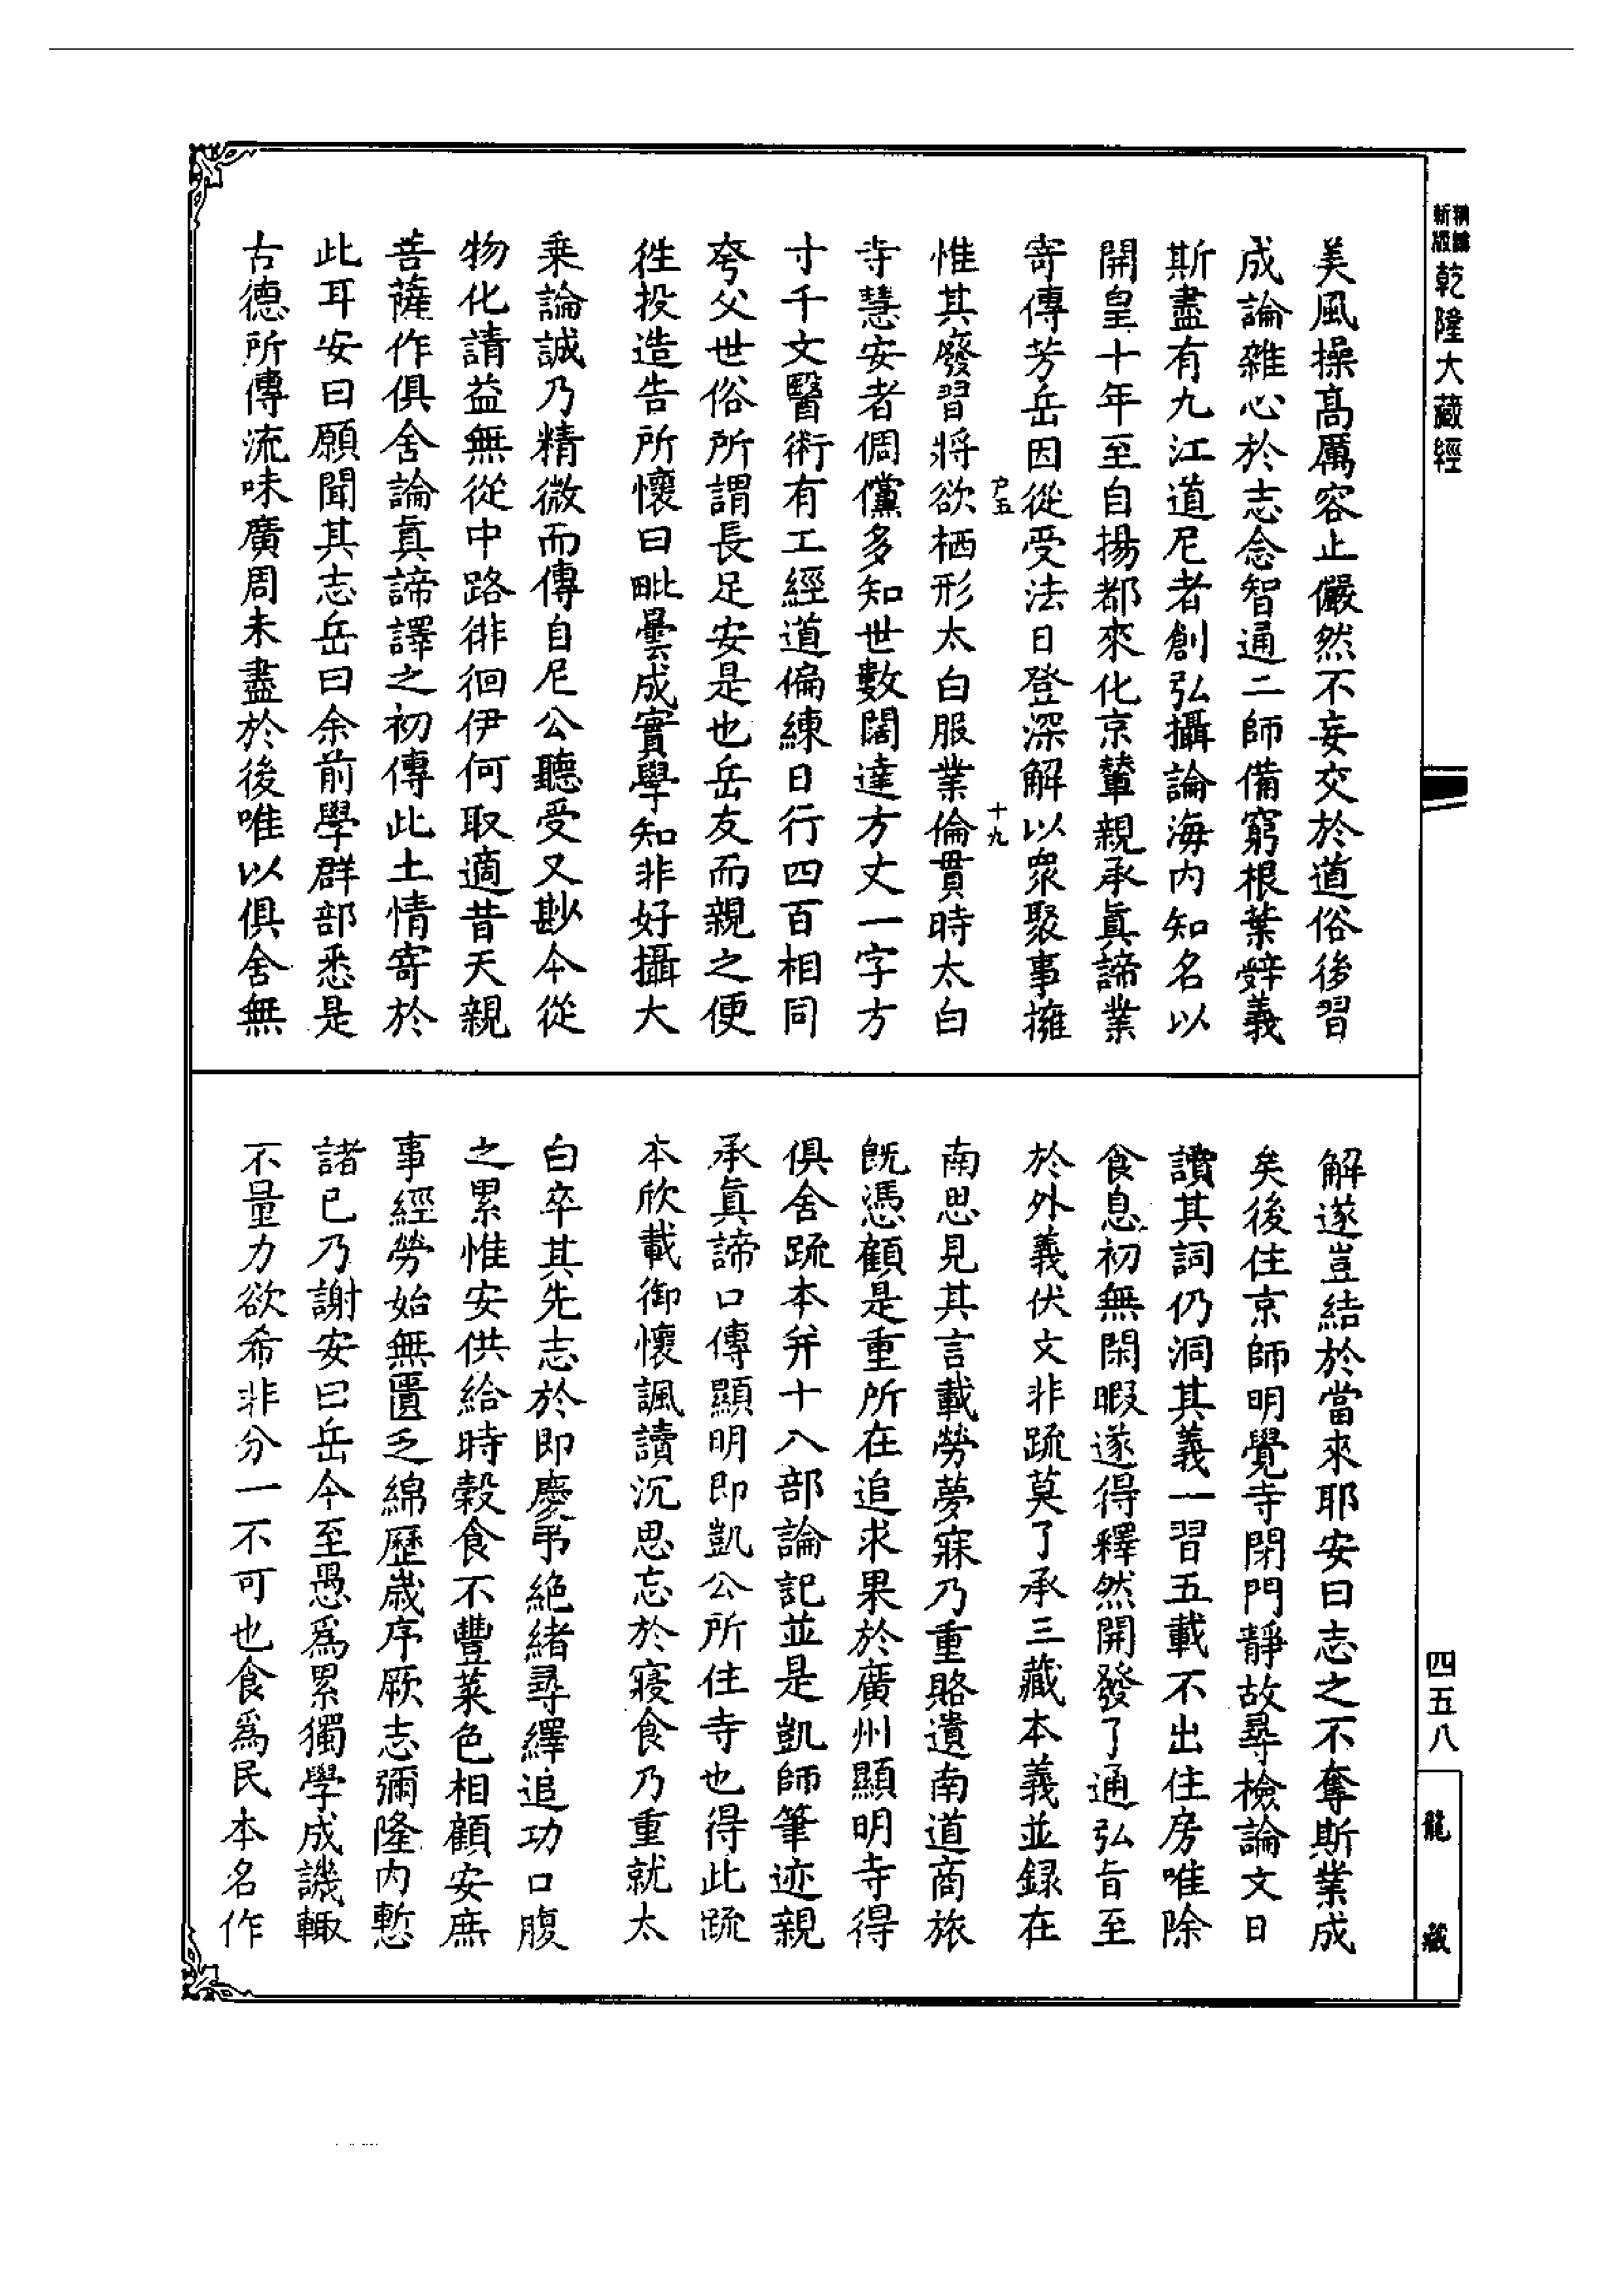 精繕
新版
乾隆大藏經
美風操高厲容止儼然不妄交於道俗後習
成論雜心於志念智通二師備窮根葉辤義
斯盡有九江道尼者創弘攝論海內知名以
開皇十年至自揚都來化京輦親承真諦業
寄傳芳岳因從受法日登深解以衆聚事擁
户五
十九
惟其廢習將欲栖形太白服業倫貫時太白
寺慧安者倜儻多知世數闊達方丈一字方
寸千文醫術有工經道偏練日行四百相同
夸父世俗所謂長足安是也岳友而親之便
徃投造告所懷曰毗曇成實學知非好攝大
乗論誠乃精微而傳自尼公聽受又尠今從
物化請益無從中路徘徊伊何取適昔天親
菩薩作俱舍論真諦譯之初傳此土情寄於
此耳安曰願聞其志岳曰余前學群部悉是
古德所傳流味廣周未盡於後唯以俱舍無
解遂豈結於當來耶安曰志之不奪斯業成
矣後住京師明覺寺閉門靜故尋檢論文日
讀其詞仍洞其義一習五載不出住房唯除
食息初無閑暇遂得釋然開發了通弘旨至
於外義伏文非䟽莫了承三藏本義並録在
南思見其言載勞夢寐乃重賂遺南道商旅
既憑顧是重所在追求果於廣州顯明寺得
俱舍䟽本并十八部論記並是凱師筆迹親
承真諦口傳顯明即凱公所住寺也得此䟽
本欣載御懷諷讀沉思忘於寢食乃重就太
白卒其先志於即慶弔絶緒尋繹追功口腹
之累惟安供給時穀食不豐菜色相顧安庶
事經勞始無匱乏綿歷歲序厥志彌隆內慙
諸己乃謝安曰岳今至愚為累獨學成譏輙
不量力欲希非分一不可也食為民本名作
四五八
龍藏